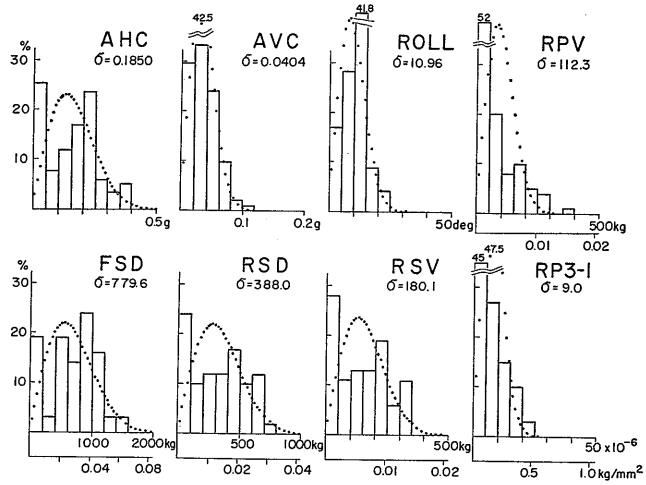 42.5
41.8
52
%
AHC
AVC
ROLL
RPV
σ=0.1850
σ=0.0404
σ=10.96
σ=112.3
30
20
10
0.5g
0.1
0.2g
50deg
500kg
0.01
0.02
%
FSD
RSD
RSV
45
47.5
RP3-1
σ=779.6
σ=388.0
σ=180.1
σ=9.0
30
20
10
1000
2000kg
500
1000kg
500kg
50 x10⁻⁶
0.04
0.08
0.02
0.04
0.01
0.02
0.5
1.0kg/mm²